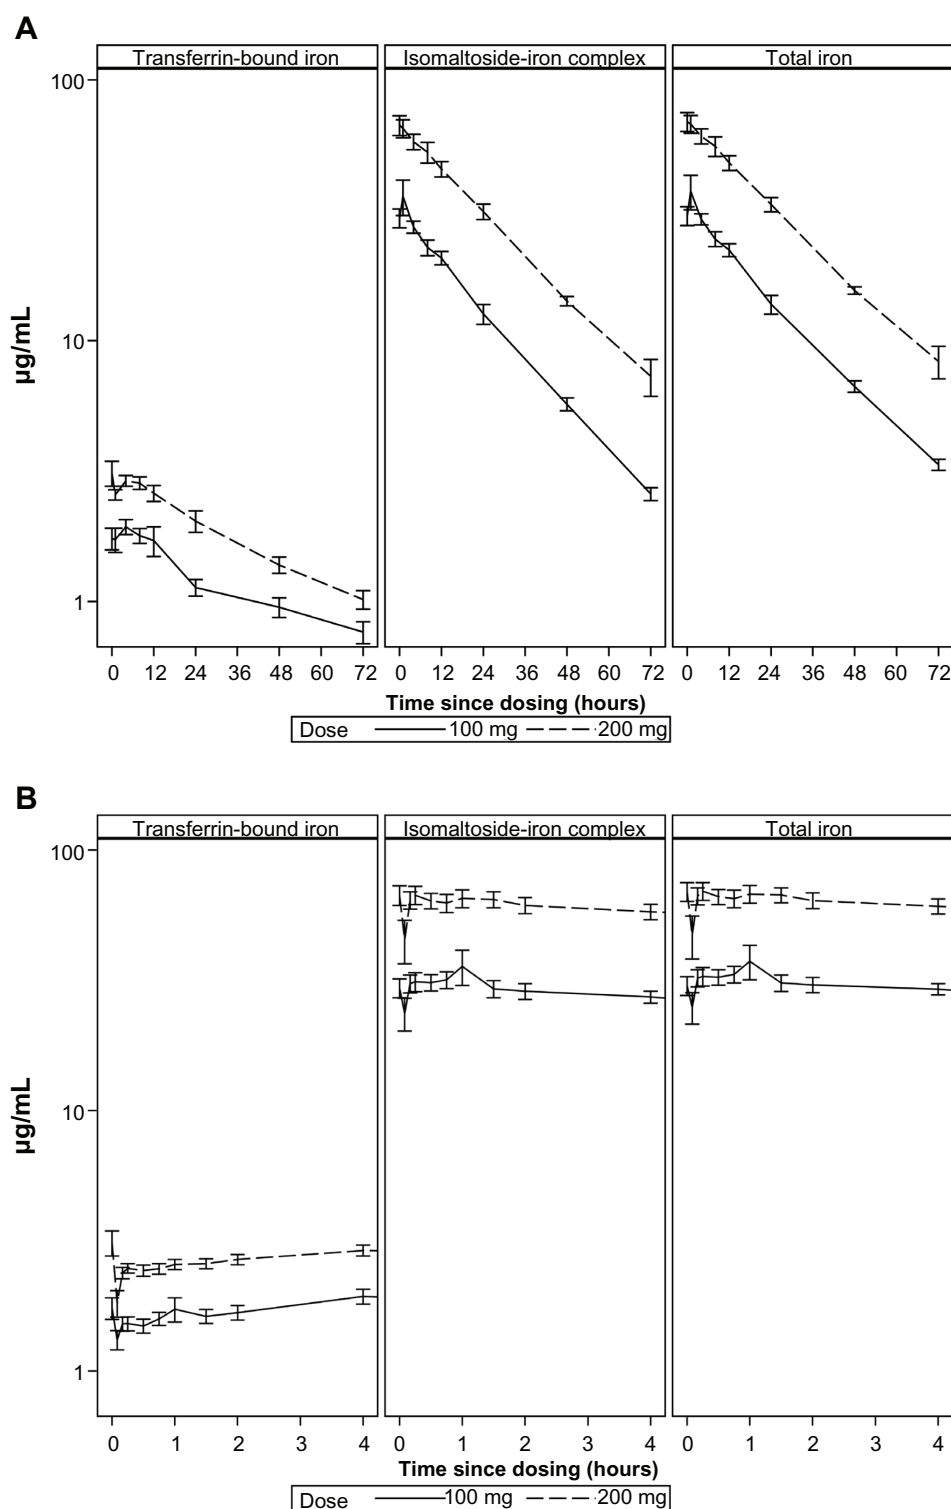 A
Transferrin-bound iron Isomaltoside-iron complex Total iron
100
10
1
µg/mL
0 12 24 36 48 60 72 0 12 24 36 48 60 72 0 12 24 36 48 60 72
Time since dosing (hours)
Dose 100 mg 200 mg
B
Transferrin-bound iron Isomaltoside-iron complex Total iron
100
10
1
µg/mL
0 1 2 3 4 0 1 2 3 4 0 1 2 3 4
Time since dosing (hours)
Dose 100 mg 200 mg